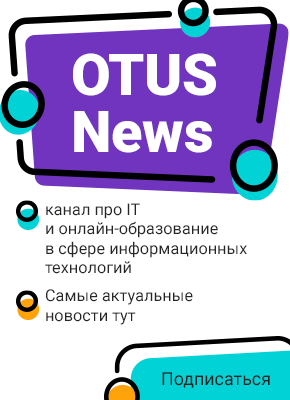 OTUS
News
канал про IT
и онлайн-образование
в сфере информационных
технологий
Самые актуальные
новости тут
Подписаться